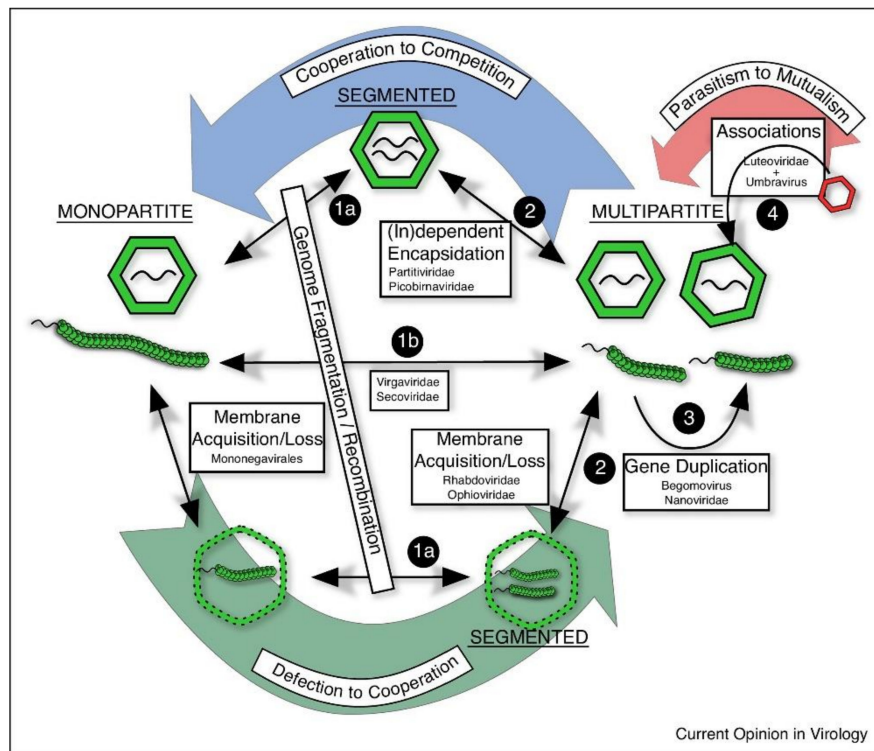 Cooperation to Competition
SEGMENTED
Parasitism to Mutualism
Associations
Luteoviridae
+
Umbravirus
4
MONOPARTITE
1a
2
MULTIPARTITE
(In)dependent
Encapsidation
Partitiviridae
Picobirnaviridae
Genome Fragmentation / Recombination
1b
Virgaviridae
Secoviridae
3
Membrane
Acquisition/Loss
Mononegavirales
Membrane
Acquisition/Loss
Rhabdoviridae
Ophioviridae
2
Gene Duplication
Begomovirus
Nanoviridae
1a
SEGMENTED
Defection to Cooperation
Current Opinion in Virology